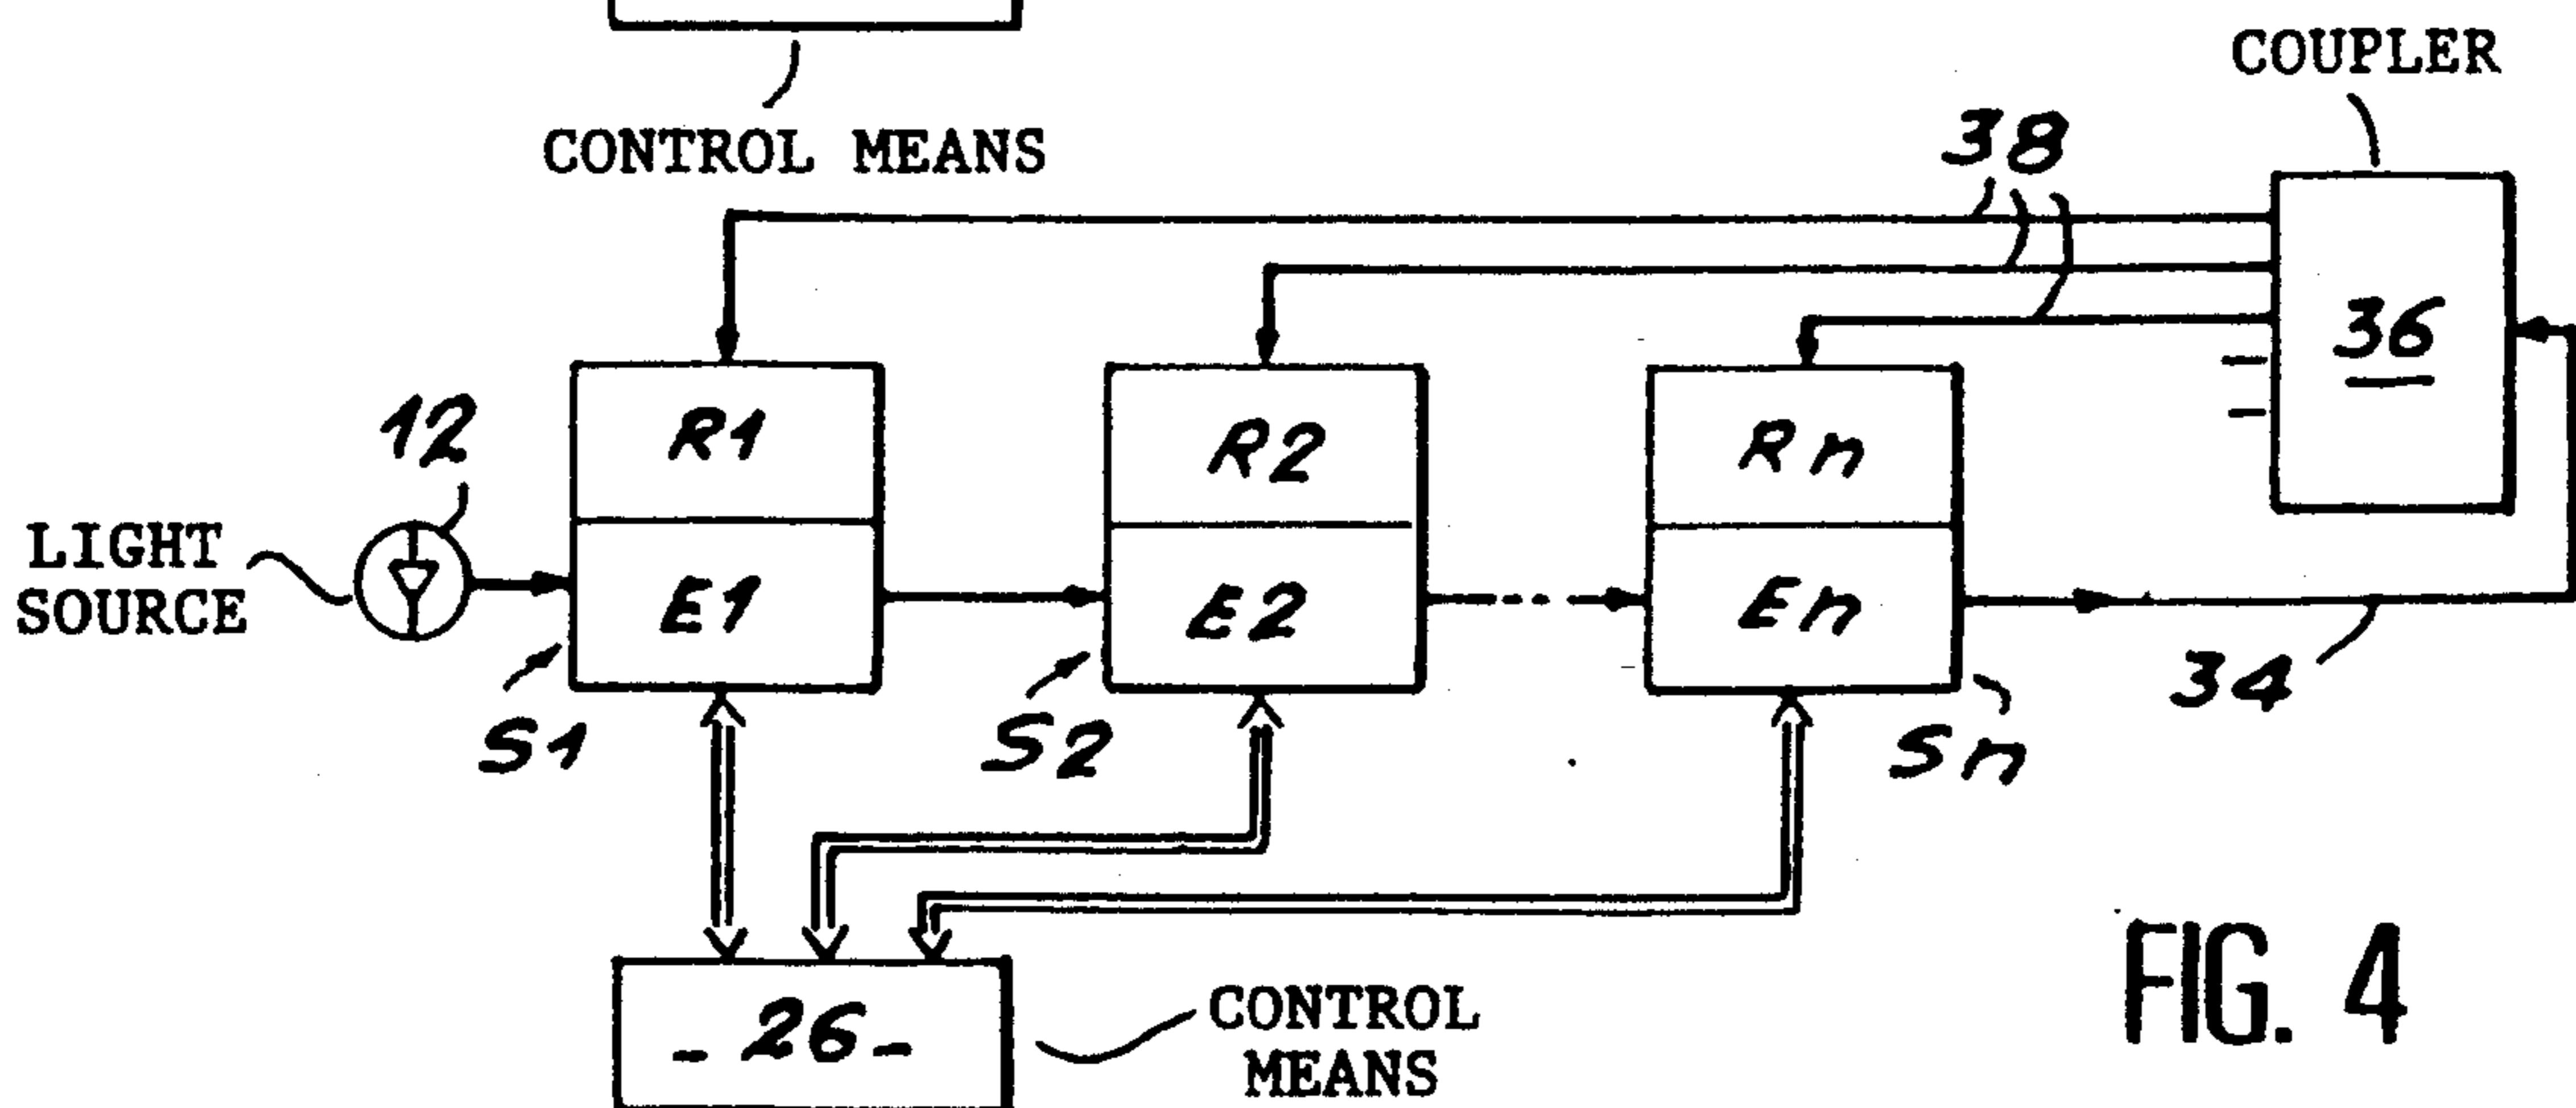 COUPLER
CONTROL MEANS
38
36
12
R1
R2
Rn
LIGHT
SOURCE
E1
E2
En
S1
S2
Sn
34
- 26 -
CONTROL
MEANS
FIG. 4